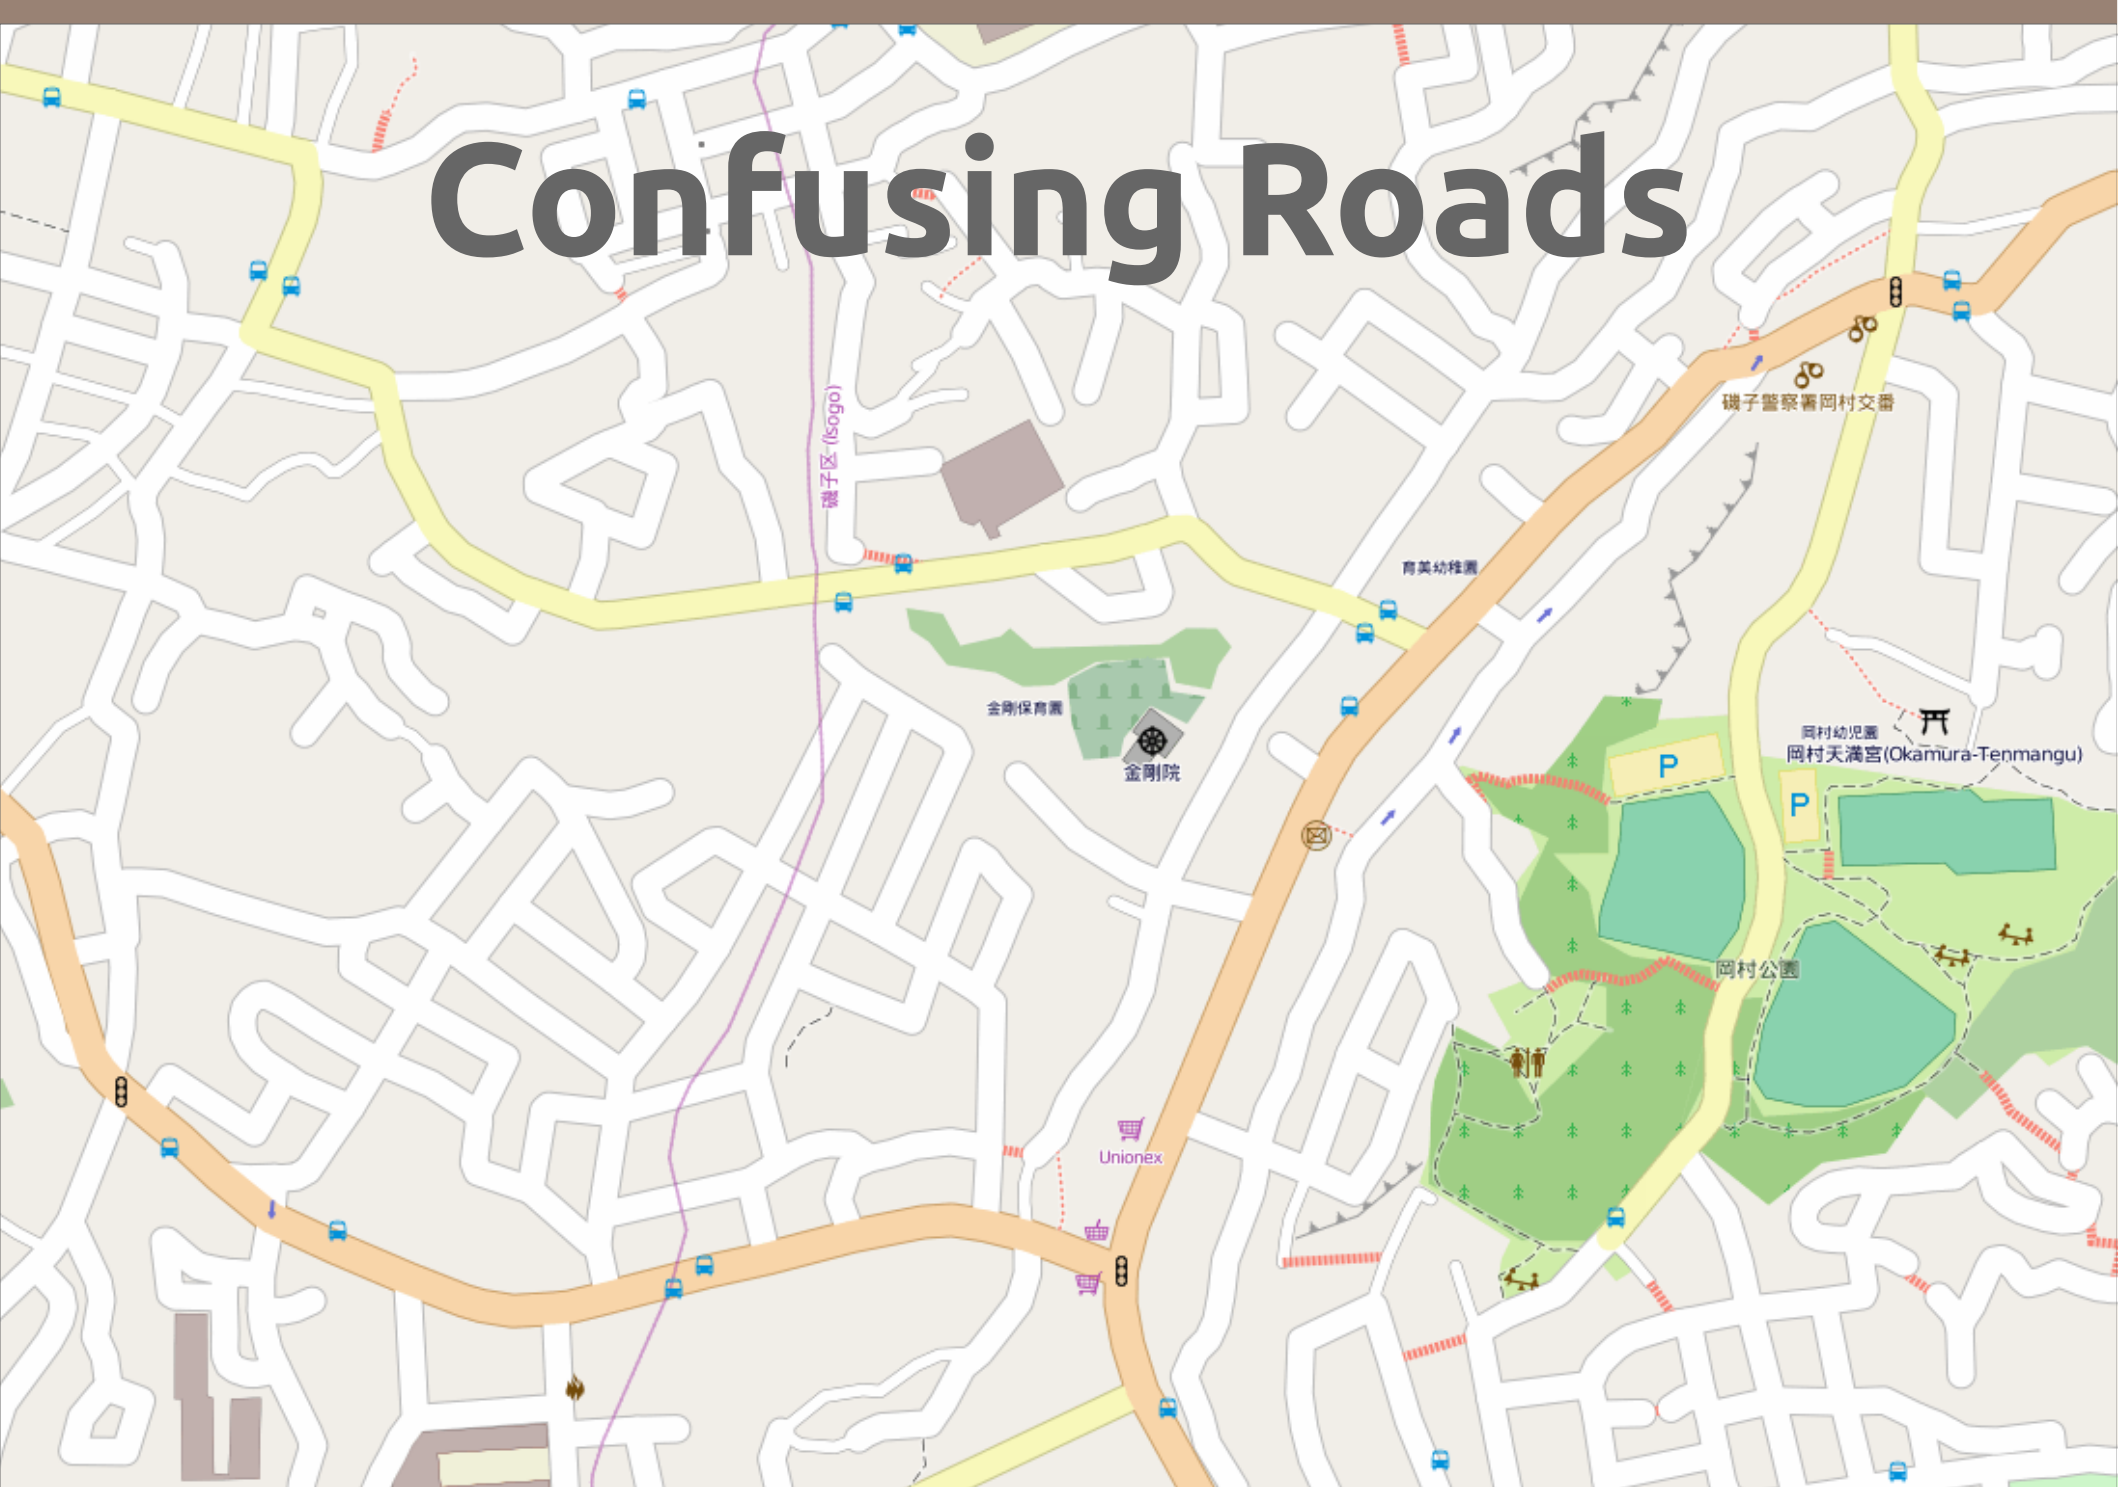 Confusing Roads
磯子区 (Isogo)
磯子警察署岡村交番
育美幼稚園
金剛保育園
金剛院
岡村幼児園
岡村天満宮(Okamura-Tenmangu)
P
P
岡村公園
Unionex